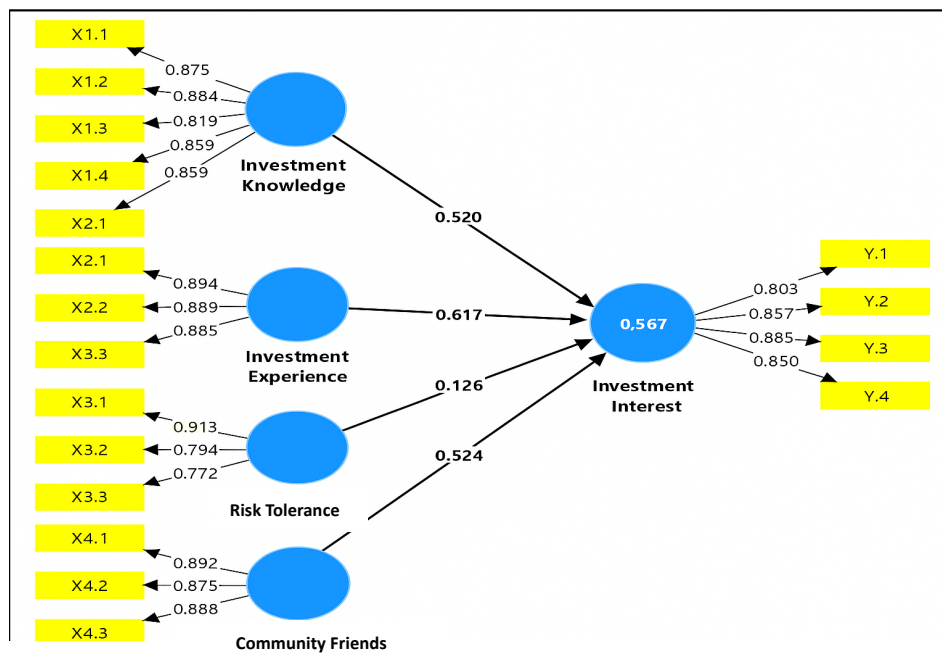 X1.1
X1.2
X1.3
X1.4
X2.1
0.875
0.884
0.819
0.859
0.859
Investment
Knowledge
X2.1
X2.2
X3.3
0.894
0.889
0.885
Investment
Experience
X3.1
X3.2
X3.3
0.913
0.794
0.772
Risk Tolerance
X4.1
X4.2
X4.3
0.892
0.875
0.888
Community Friends
0.520
0.617
0.126
0.524
0,567
Investment
Interest
0.803
0.857
0.885
0.850
Y.1
Y.2
Y.3
Y.4